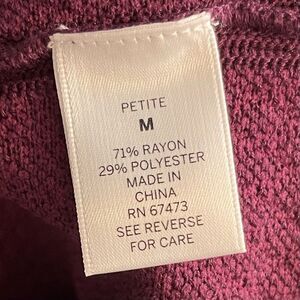 PETITE
M
71% RAYON
29% POLYESTER
MADE IN
CHINA
RN 67473
SEE REVERSE
FOR CARE